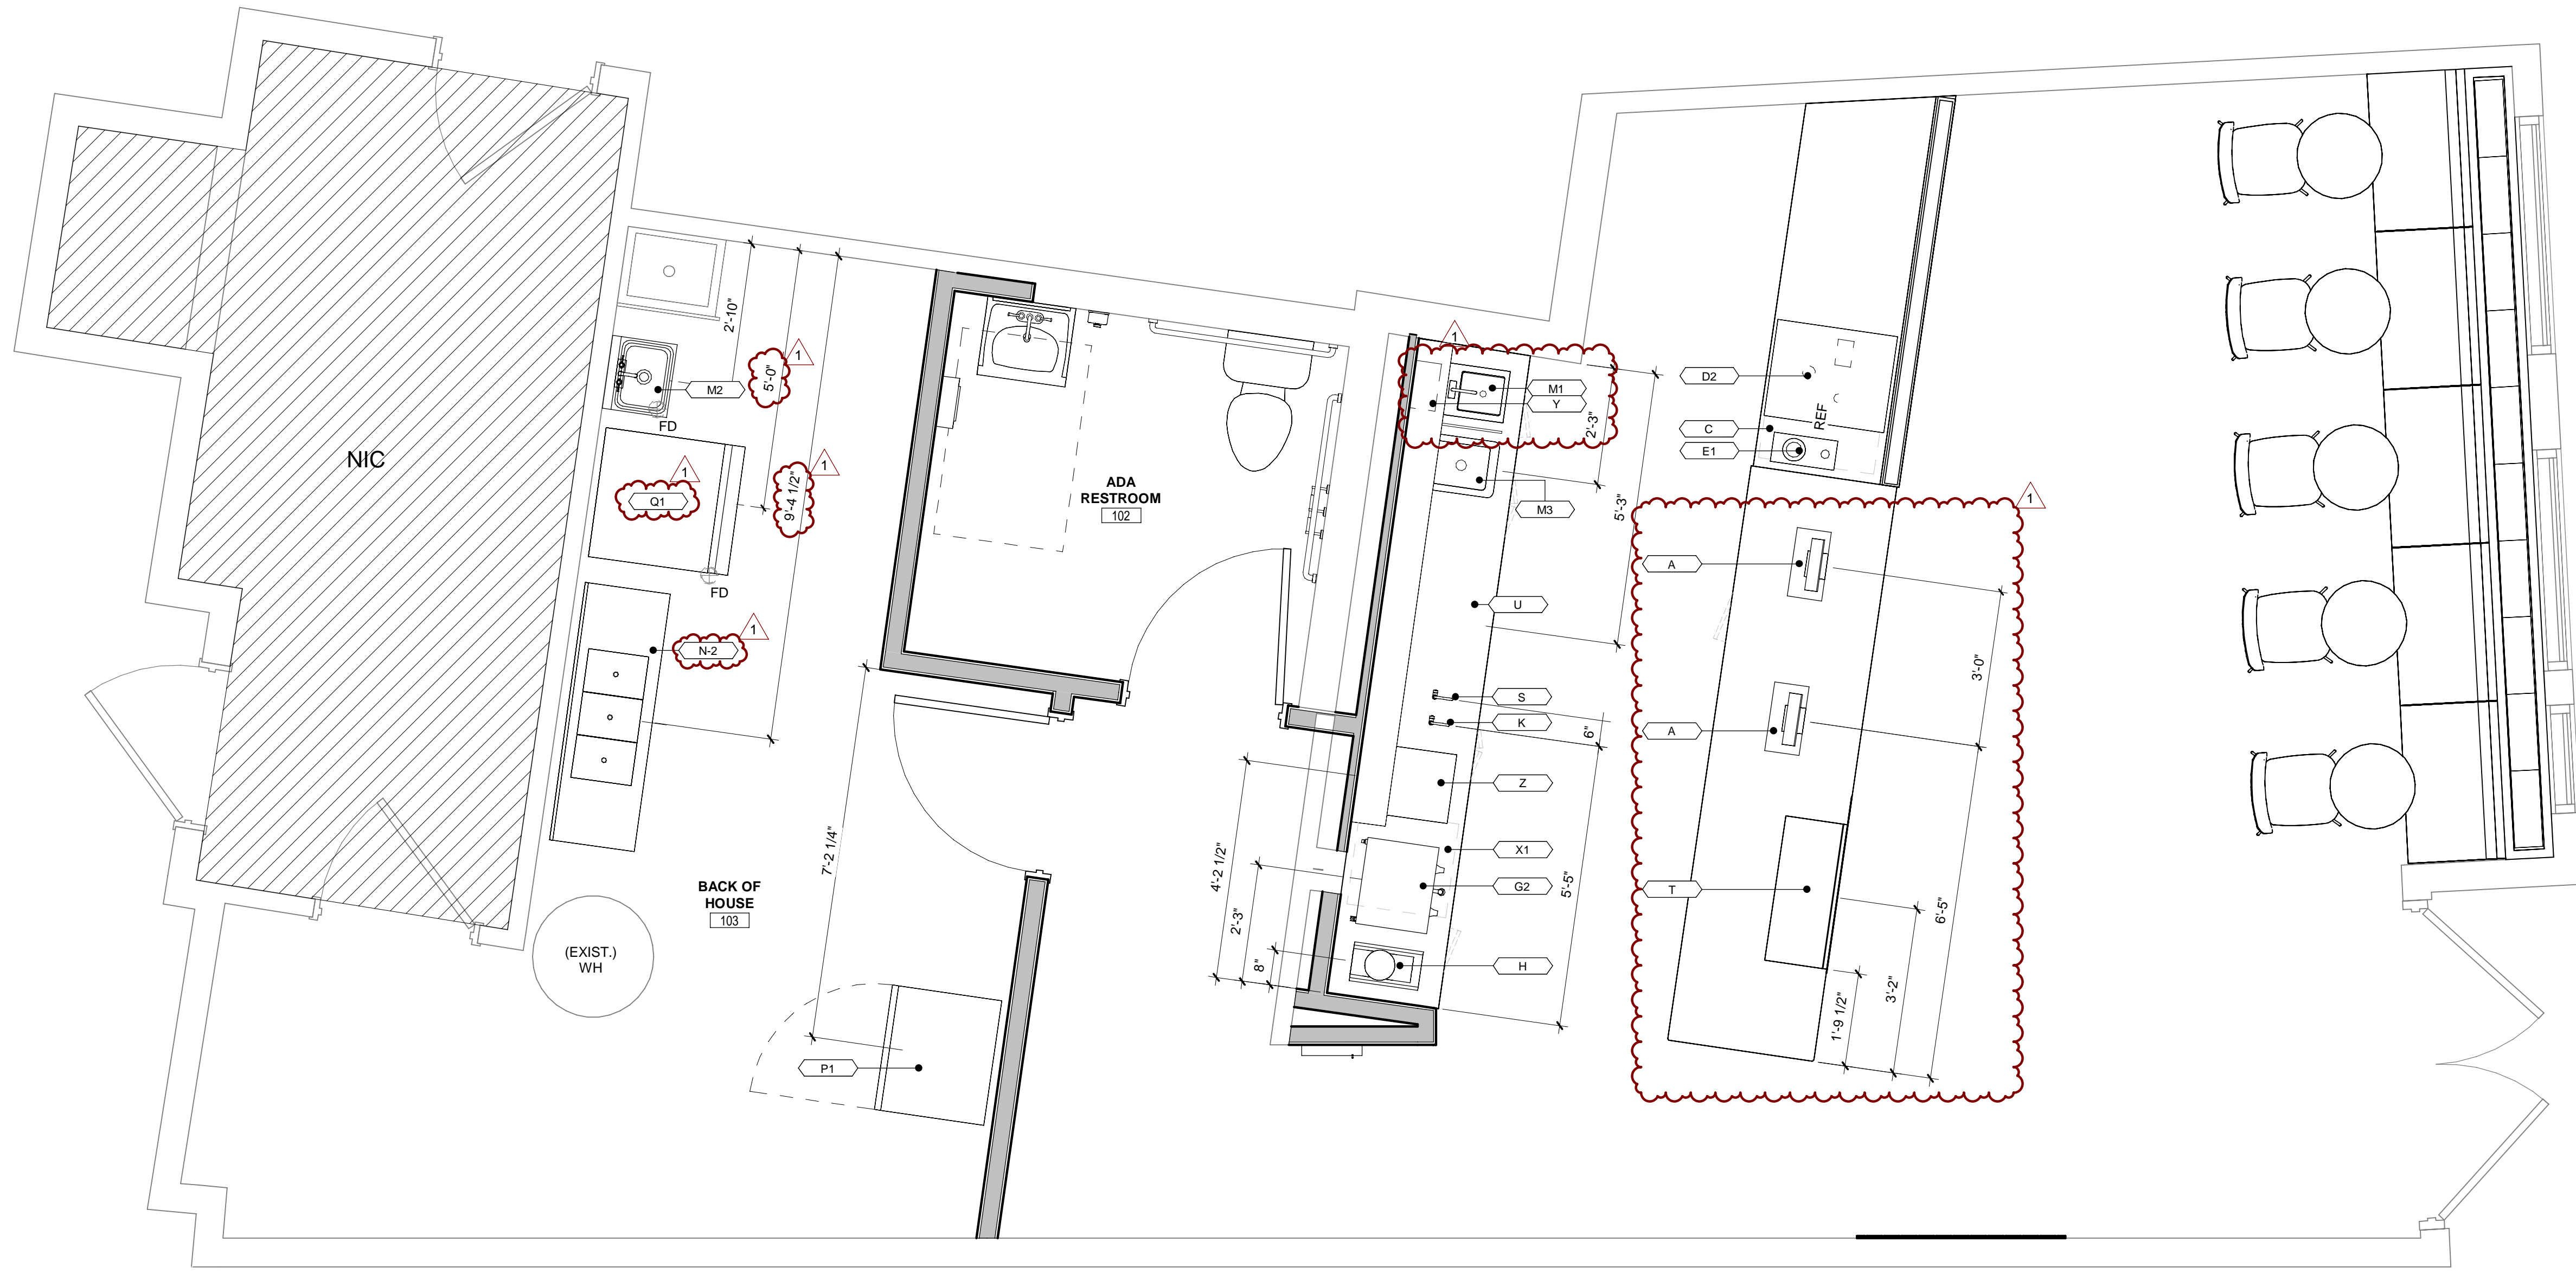 NIC
2'-10"
M2
5'-0"
1
FD
Q1
1
9'-4 1/2"
1
FD
N-2
1
BACK OF
HOUSE
103
(EXIST.)
WH
7'-2 1/4"
P1
ADA
RESTROOM
102
1
M1
Y
2'-3"
M3
5'-3"
U
S
K
6"
Z
X1
G2
H
5'-5"
4'-2 1/2"
2'-3"
8"
D2
REF
C
E1
1
A
A
T
3'-0"
6'-5"
3'-2"
1'-9 1/2"